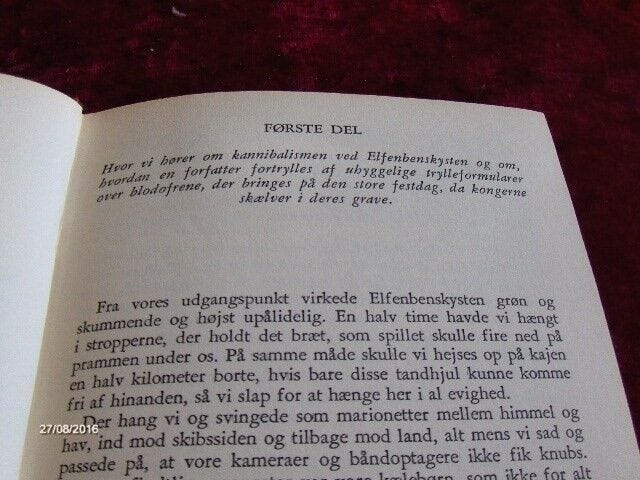 FØRSTE DEL
Hvor vi hører om kannibalismen ved Elfenbenskysten og om,
hvordan en forfatter fortrylles af uhyggelige trylleformularer
over blodofrene, der bringes på den store festdag, da kongerne
skælver i deres grave.
Fra vores udgangspunkt virkede Elfenbenskysten grøn og
skummende og højst upålidelig. En halv time havde vi hængt
i stropperne, der holdt det bræt, som spillet skulle fire ned på
prammen under os. På samme måde skulle vi hejses op på kajen
en halv kilometer borte, hvis bare disse tandhjul kunne komme
fri af hinanden, så vi slap for at hænge her i al evighed.
Der hang vi og svingede som marionetter mellem himmel og
hav, ind mod skibssiden og tilbage mod land, alt mens vi sad og
passede på, at vore kameraer og båndoptagere ikke fik knubs.
vore kælebørn, som ikke for alt
27/08/2016